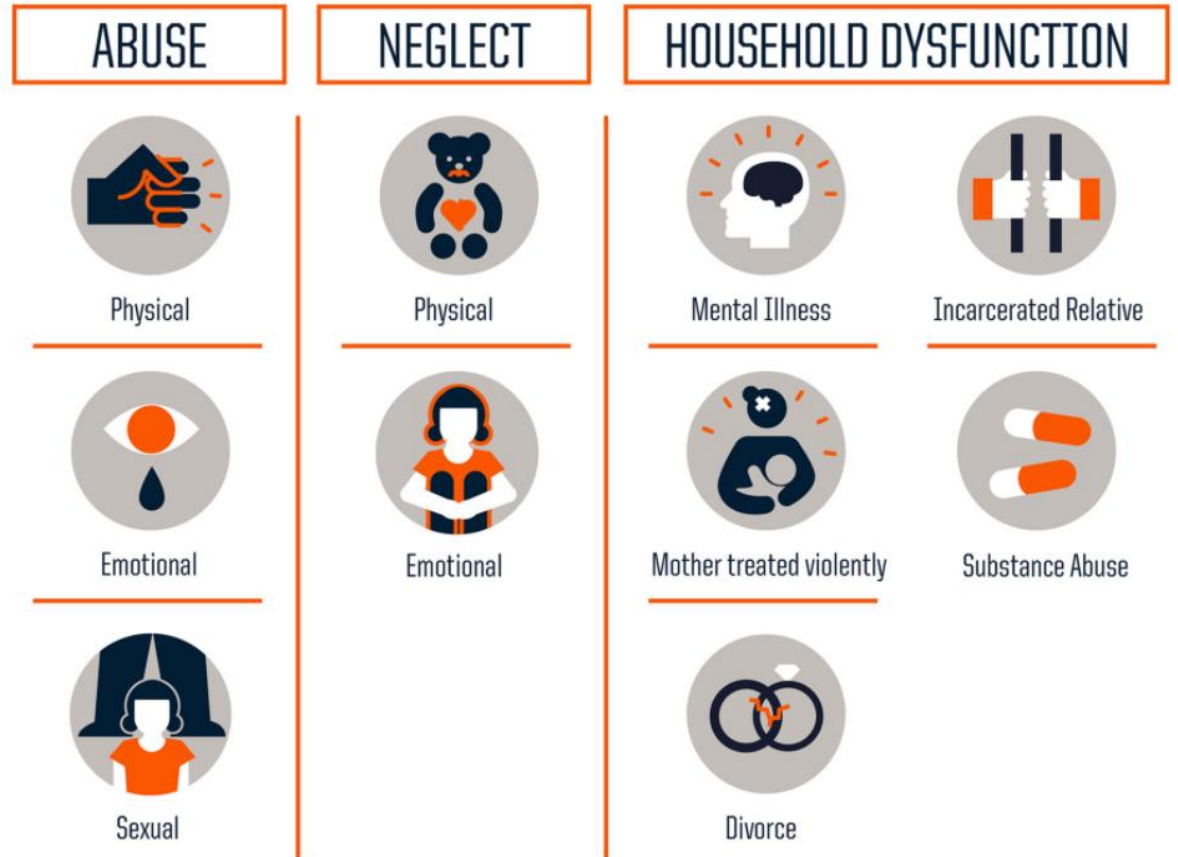 ABUSE
NEGLECT
HOUSEHOLD DYSFUNCTION
Physical
Physical
Mental Illness
Incarcerated Relative
Emotional
Emotional
Mother treated violently
Substance Abuse
Sexual
Divorce